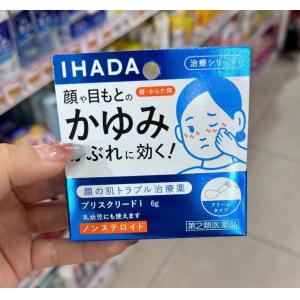 IHADA
治療シリーズ
顔や目もとの
顔・からだ用
かゆみ
かぶれに効く!
顔の肌トラブル治療薬
プリスクリードi 6g
乳幼児にも使えます
ノンステロイド
クリーム
タイプ
第2類医薬品